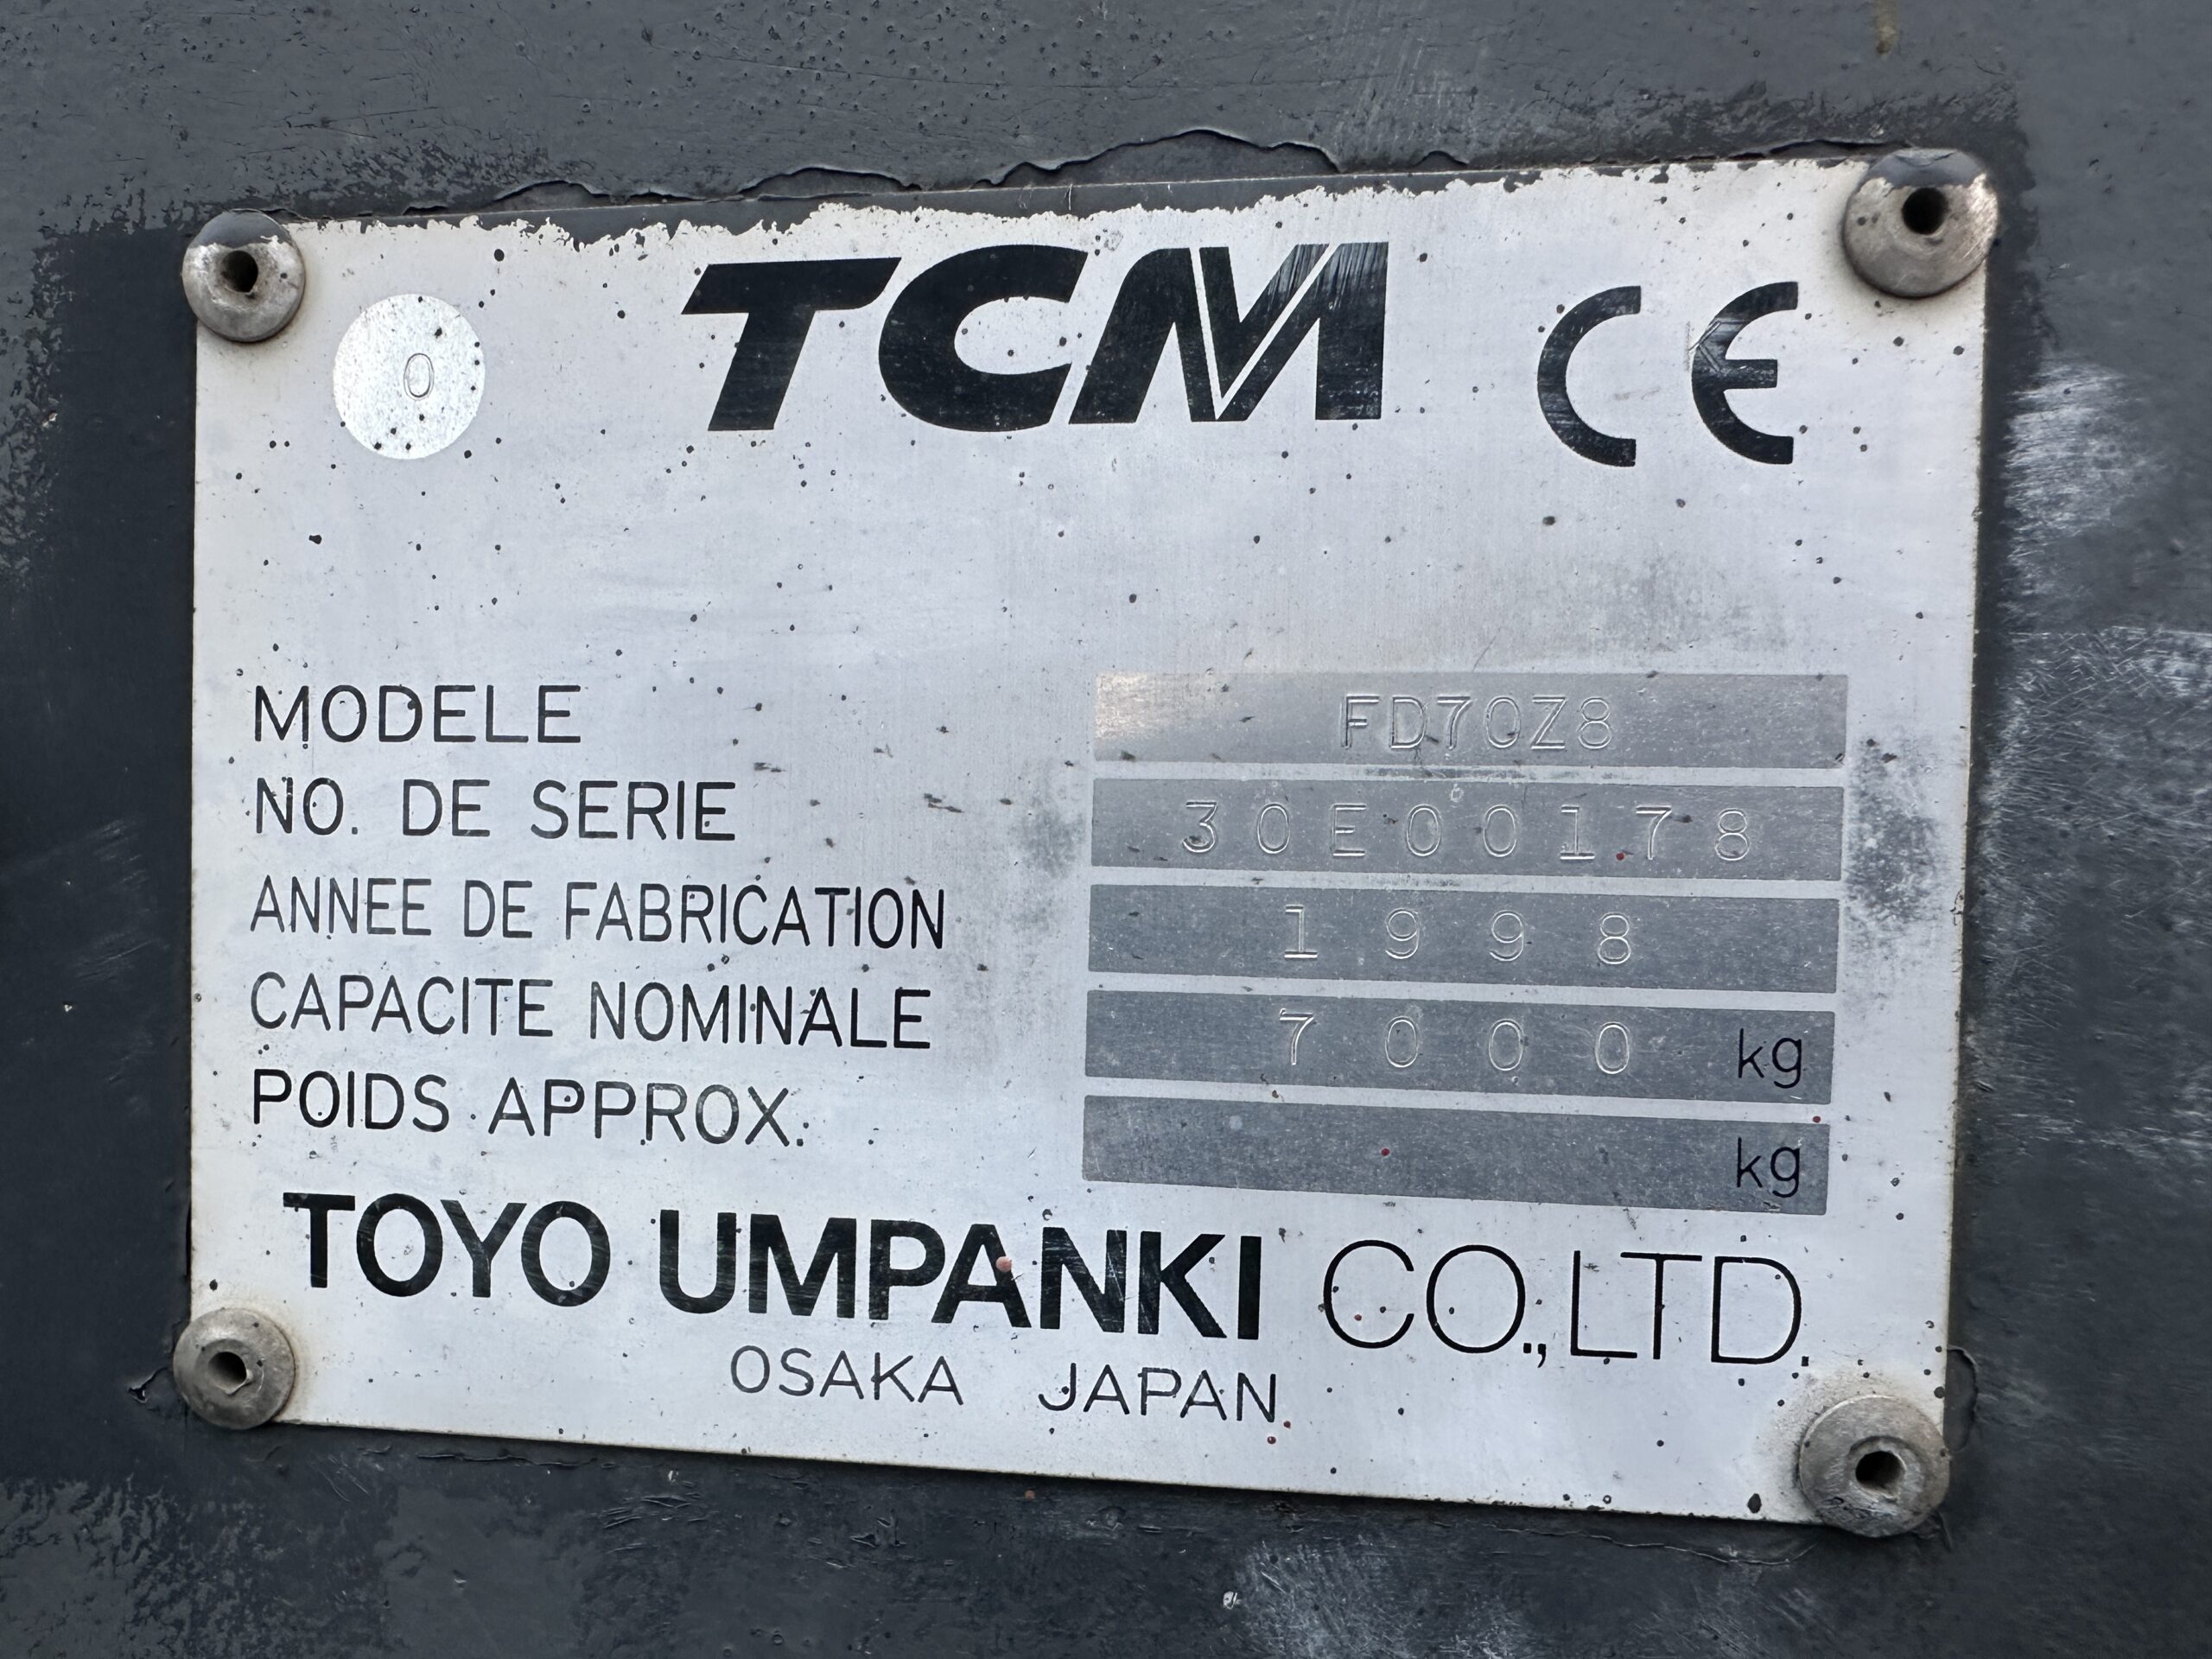 TCM CE
0
MODELE FD70Z8
NO. DE SERIE 30E00178
ANNEE DE FABRICATION 1998
CAPACITE NOMINALE 7000 kg
POIDS APPROX. kg
TOYO UMPANKI CO.,LTD.
OSAKA JAPAN